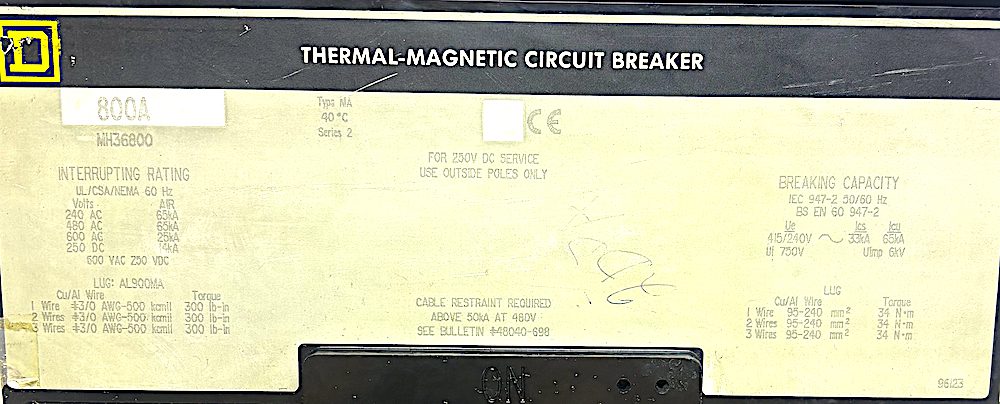 D
THERMAL-MAGNETIC CIRCUIT BREAKER
800A
MH36800
Type MA
40 °C
Series 2
CE
INTERRUPTING RATING
UL/CSA/NEMA 60 Hz
Volts AIR
240 AC 65kA
480 AC 65kA
600 AC 25kA
250 DC 14kA
600 VAC 250 VDC
LUG: AL900MA
Cu/Al Wire Torque
1 Wire #3/0 AWG-500 kcmil 300 lb-in
2 Wires #3/0 AWG-500 kcmil 300 lb-in
3 Wires #3/0 AWG-500 kcmil 300 lb-in
FOR 250V DC SERVICE
USE OUTSIDE POLES ONLY
CABLE RESTRAINT REQUIRED
ABOVE 50kA AT 480V
SEE BULLETIN #48040-698
BREAKING CAPACITY
IEC 947-2 50/60 Hz
BS EN 60 947-2
Ue Ics Icu
415/240V ~ 33kA 65kA
Ui 750V Uimp 6kV
LUG
Cu/Al Wire Torque
1 Wire 95-240 mm² 34 N·m
2 Wires 95-240 mm² 34 N·m
3 Wires 95-240 mm² 34 N·m
96/23
ON